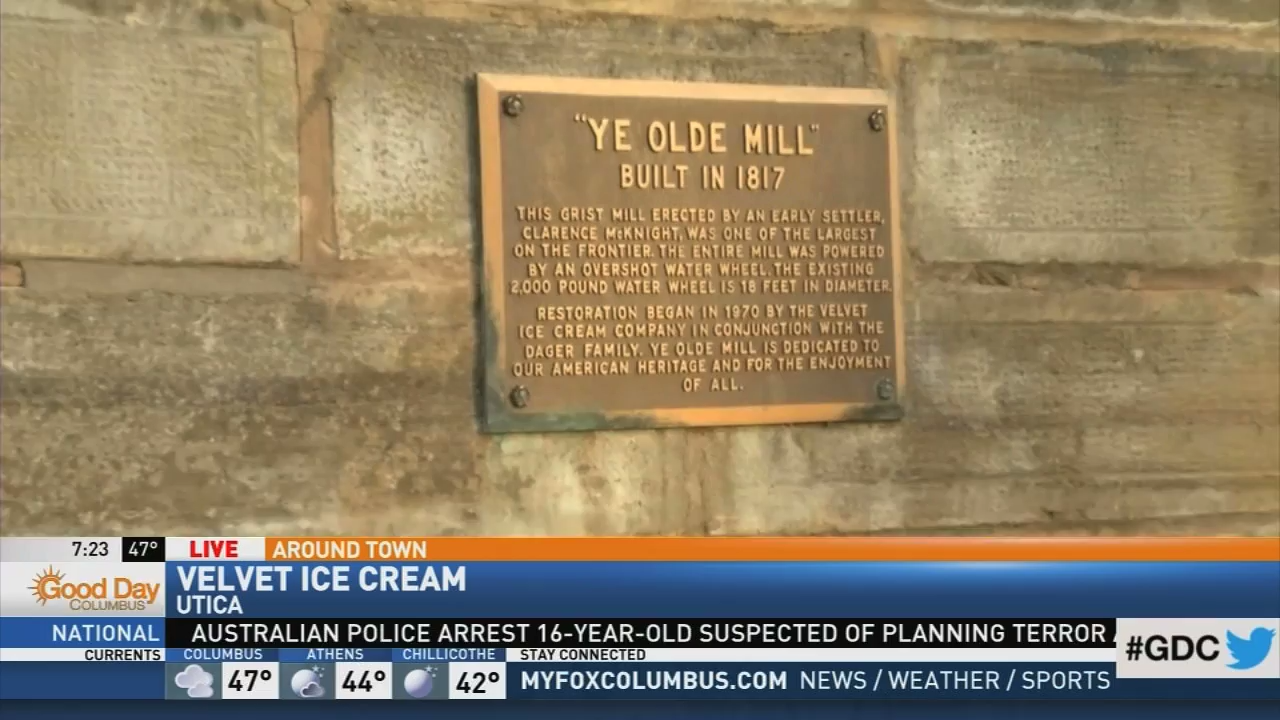 "YE OLDE MILL"
BUILT IN 1817
THIS GRIST MILL ERECTED BY AN EARLY SETTLER,
CLARENCE McKNIGHT, WAS ONE OF THE LARGEST
ON THE FRONTIER. THE ENTIRE MILL WAS POWERED
BY AN OVERSHOT WATER WHEEL. THE EXISTING
2,000 POUND WATER WHEEL IS 18 FEET IN DIAMETER.
RESTORATION BEGAN IN 1970 BY THE VELVET
ICE CREAM COMPANY IN CONJUNCTION WITH THE
DAGER FAMILY. YE OLDE MILL IS DEDICATED TO
OUR AMERICAN HERITAGE AND FOR THE ENJOYMENT
OF ALL.
7:23 47° LIVE AROUND TOWN
Good Day
COLUMBUS
VELVET ICE CREAM
UTICA
NATIONAL AUSTRALIAN POLICE ARREST 16-YEAR-OLD SUSPECTED OF PLANNING TERROR
#GDC
CURRENTS COLUMBUS ATHENS CHILLICOTHE STAY CONNECTED
47° 44° 42° MYFOXCOLUMBUS.COM NEWS / WEATHER / SPORTS